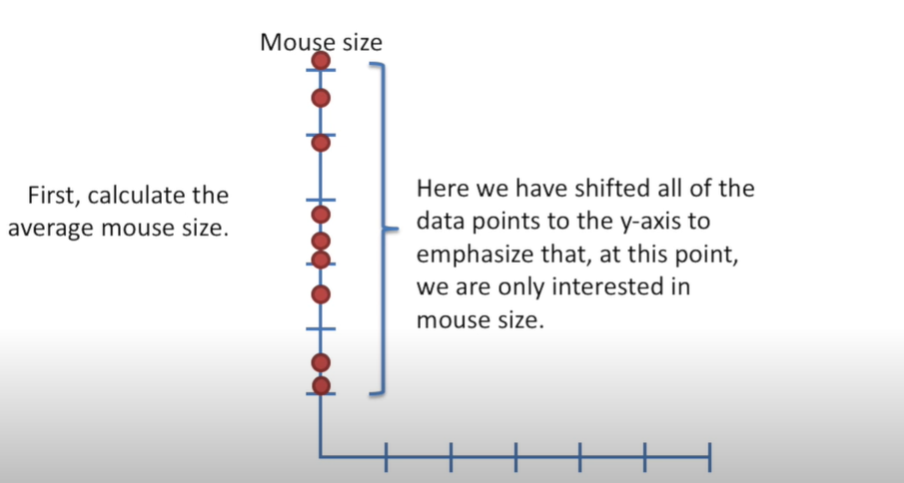 Mouse size
First, calculate the
average mouse size.
Here we have shifted all of the
data points to the y-axis to
emphasize that, at this point,
we are only interested in
mouse size.